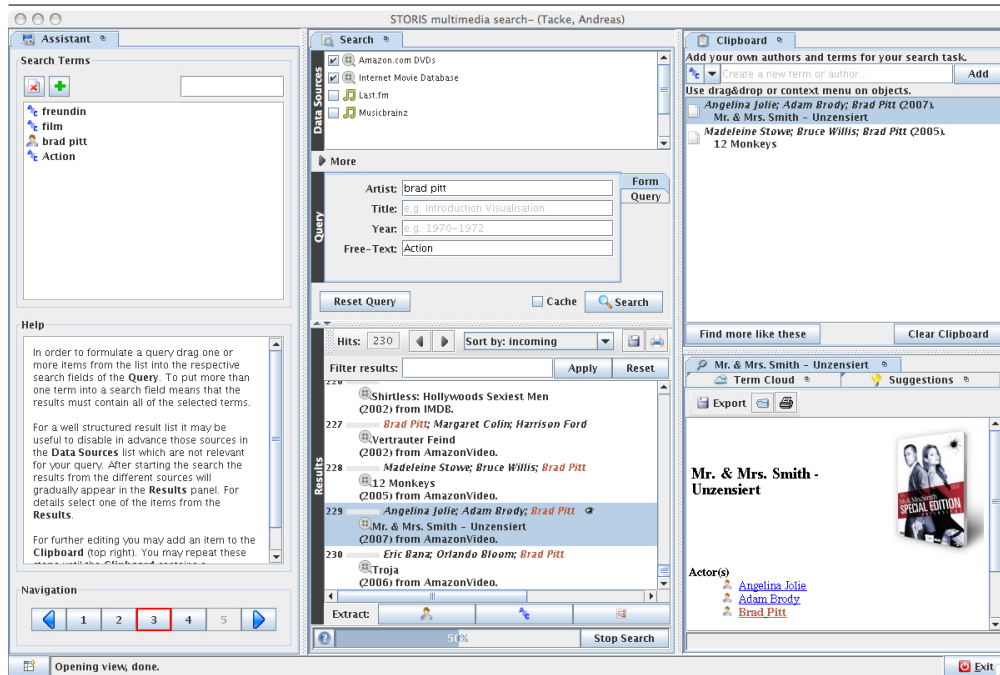 STORIS multimedia search- (Tacke, Andreas)
Assistant
Search Terms
freundin
film
brad pitt
Action
Help
In order to formulate a query drag one or
more items from the list into the respective
search fields of the Query. To put more than
one term into a search field means that the
results must contain all of the selected terms.
For a well structured result list it may be
useful to disable in advance those sources in
the Data Sources list which are not relevant
for your query. After starting the search the
results from the different sources will
gradually appear in the Results panel. For
details select one of the items from the
Results.
For further editing you may add an item to the
Clipboard (top right). You may repeat these
Navigation
1 2 3 4 5
Search
Data Sources
Amazon.com DVDs
Internet Movie Database
Last.fm
Musicbrainz
More
Query
Form
Query
Artist: brad pitt
Title: e.g. Introduction Visualisation
Year: e.g. 1970-1972
Free-Text: Action
Reset Query
Cache
Search
Hits: 230
Sort by: incoming
Filter results:
Apply
Reset
Results
Shirtless: Hollywoods Sexiest Men
(2002) from IMDB.
227 Brad Pitt; Margaret Colin; Harrison Ford
Vertrauter Feind
(2002) from AmazonVideo.
228 Madeleine Stowe; Bruce Willis; Brad Pitt
12 Monkeys
(2005) from AmazonVideo.
229 Angelina Jolie; Adam Brody; Brad Pitt
Mr. & Mrs. Smith - Unzensiert
(2007) from AmazonVideo.
230 Eric Bana; Orlando Bloom; Brad Pitt
Troja
(2006) from AmazonVideo.
Extract:
50%
Stop Search
Clipboard
Add your own authors and terms for your search task.
Create a new term or author...
Add
Use drag&drop or context menu on objects.
Angelina Jolie; Adam Brody; Brad Pitt (2007).
Mr. & Mrs. Smith - Unzensiert
Madeleine Stowe; Bruce Willis; Brad Pitt (2005).
12 Monkeys
Find more like these
Clear Clipboard
Mr. & Mrs. Smith - Unzensiert
Term Cloud
Suggestions
Export
Mr. & Mrs. Smith -
Unzensiert
SPECIAL EDITION
Actor(s)
Angelina Jolie
Adam Brody
Brad Pitt
Opening view, done.
Exit